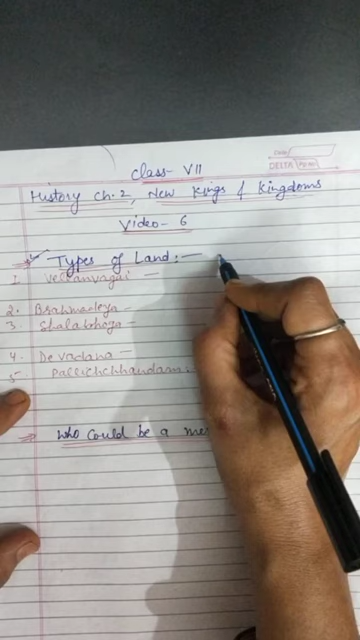 Class - VII
History Ch. 2, New Kings & Kingdoms
Video - 6
Types of Land : —
1. Vellanvagai —
2. Brahmadeya —
3. Shalabhoga —
4. Devadana —
5. Pallichchhandam
⇒ Who could be a